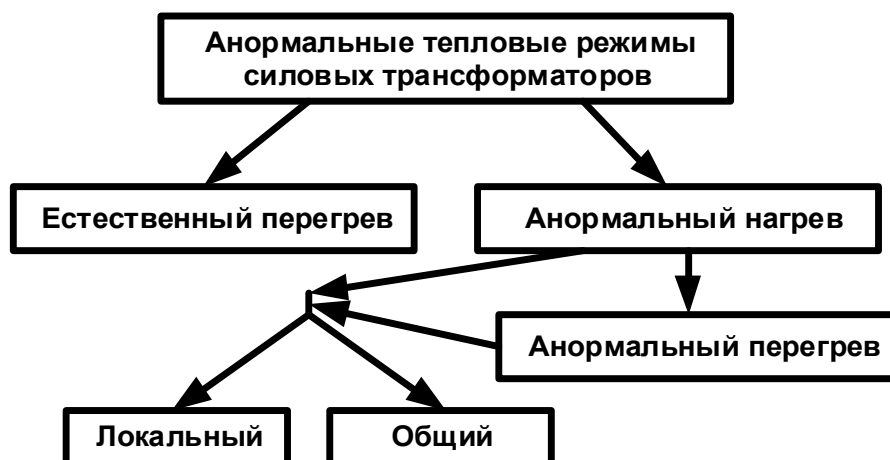 Анормальные тепловые режимы
силовых трансформаторов
Естественный перегрев
Анормальный нагрев
Анормальный перегрев
Локальный
Общий